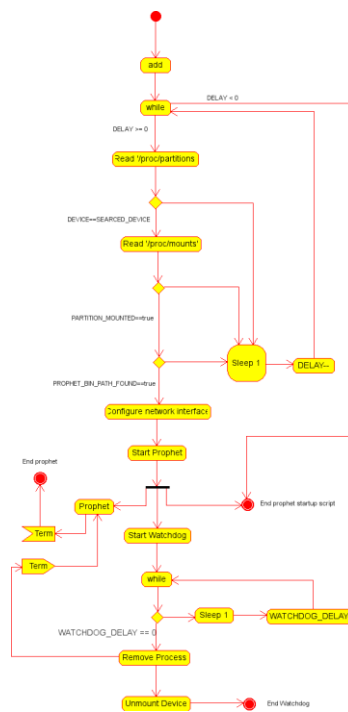 add
while
DELAY < 0
DELAY >= 0
Read '/proc/partitions
DEVICE==SEARCED_DEVICE
Read '/proc/mounts'
PARTITION_MOUNTED==true
Sleep 1
DELAY--
PROPHET_BIN_PATH_FOUND==true
Configure network interface
Start Prophet
End prophet
Prophet
End prophet startup script
Term
Start Watchdog
Term
while
Sleep 1
WATCHDOG_DELAY
WATCHDOG_DELAY == 0
Remove Process
Unmount Device
End Watchdog